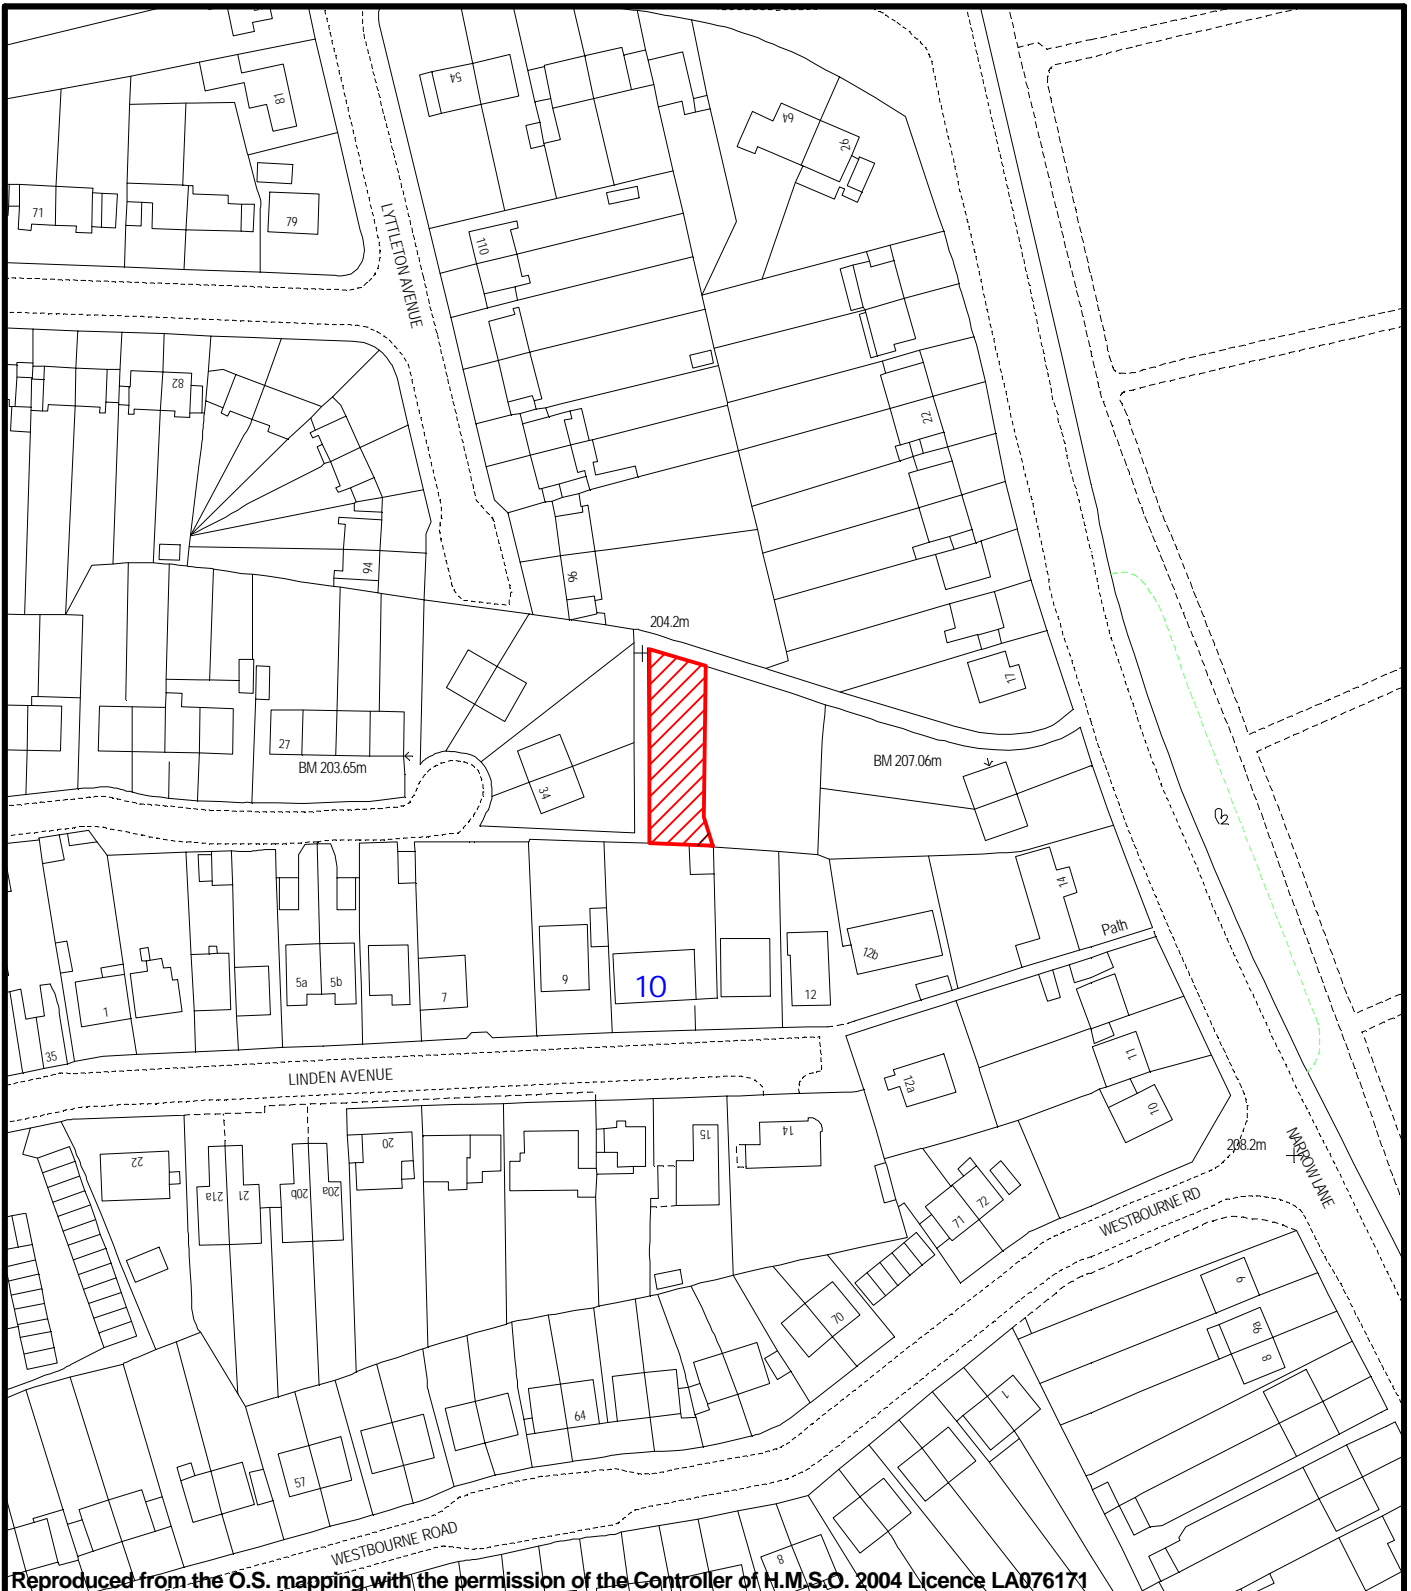 54
81
64
26
71
79
LYTTLETON AVENUE
110
82
22
94
96
204.2m
17
27
BM 203.65m
BM 207.06m
34
14
Path
12b
9
10
12
5a
5b
7
1
35
11
12a
10
LINDEN AVENUE
22
20
15
14
208.2m
NARROW LANE
21a
21
20b
20a
71
72
WESTBOURNE RD
70
9
9a
8
64
57
1
WESTBOURNE ROAD
8
Reproduced from the O.S. mapping with the permission of the Controller of H.M.S.O. 2004 Licence LA076171